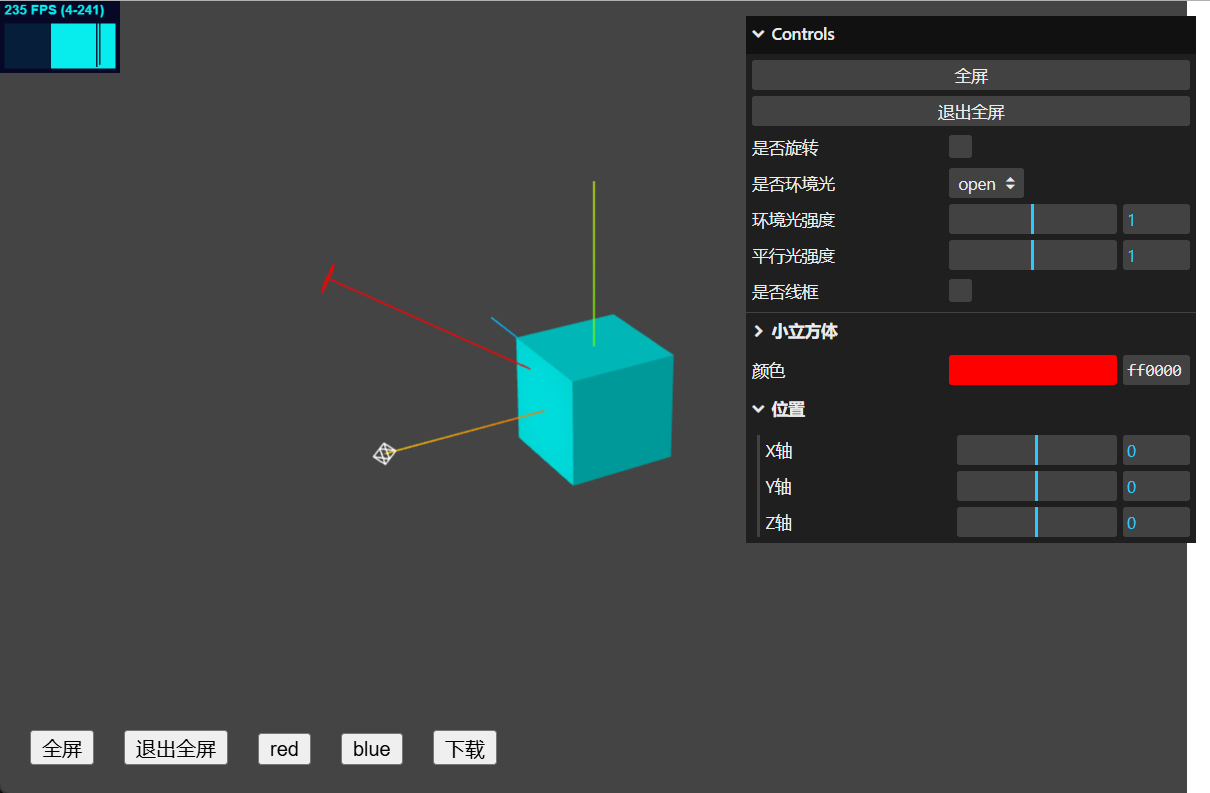 235 FPS (4-241)
Controls
全屏
退出全屏
是否旋转
是否环境光 open
环境光强度 1
平行光强度 1
是否线框
小立方体
颜色 ff0000
位置
X轴 0
Y轴 0
Z轴 0
全屏 退出全屏 red blue 下载